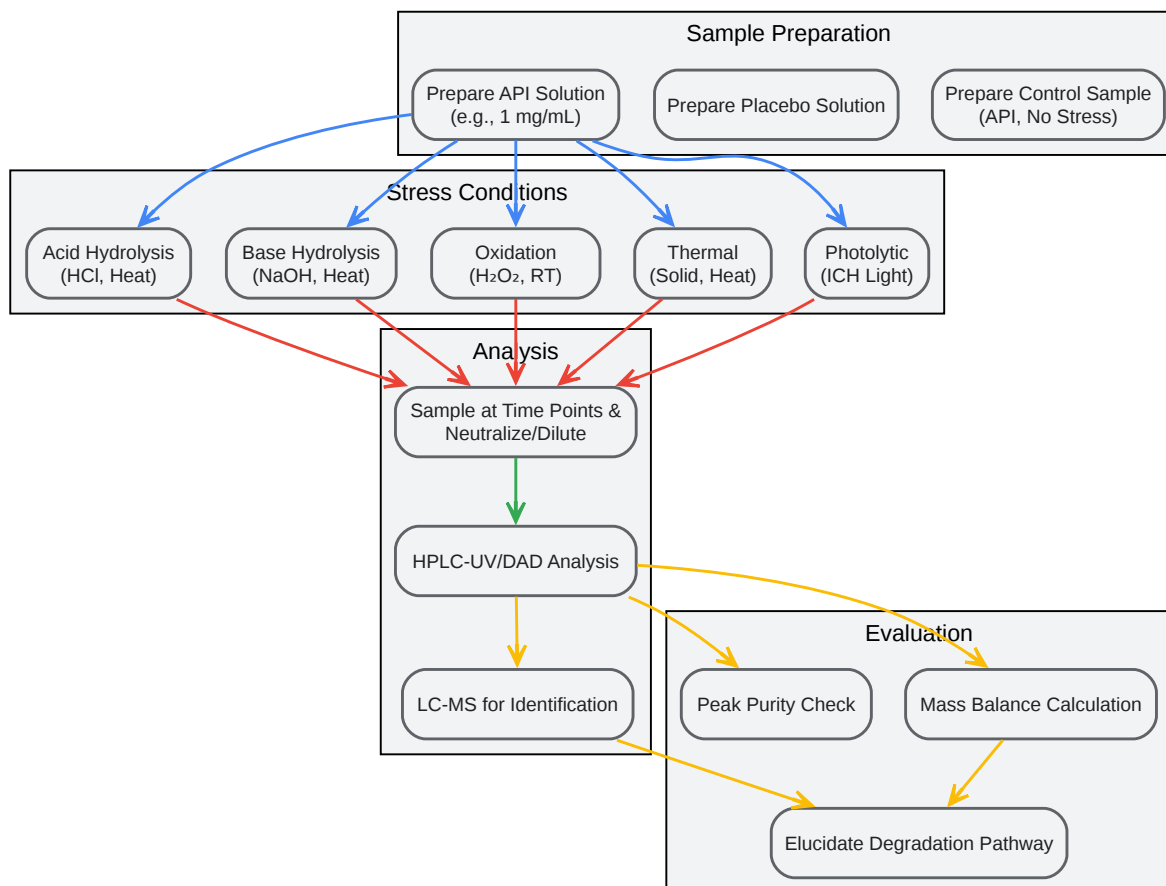 Sample Preparation
Prepare API Solution
(e.g., 1 mg/mL)
Prepare Placebo Solution
Prepare Control Sample
(API, No Stress)
Stress Conditions
Acid Hydrolysis
(HCl, Heat)
Base Hydrolysis
(NaOH, Heat)
Oxidation
(H₂O₂, RT)
Thermal
(Solid, Heat)
Photolytic
(ICH Light)
Analysis
Sample at Time Points &
Neutralize/Dilute
HPLC-UV/DAD Analysis
LC-MS for Identification
Evaluation
Peak Purity Check
Mass Balance Calculation
Elucidate Degradation Pathway